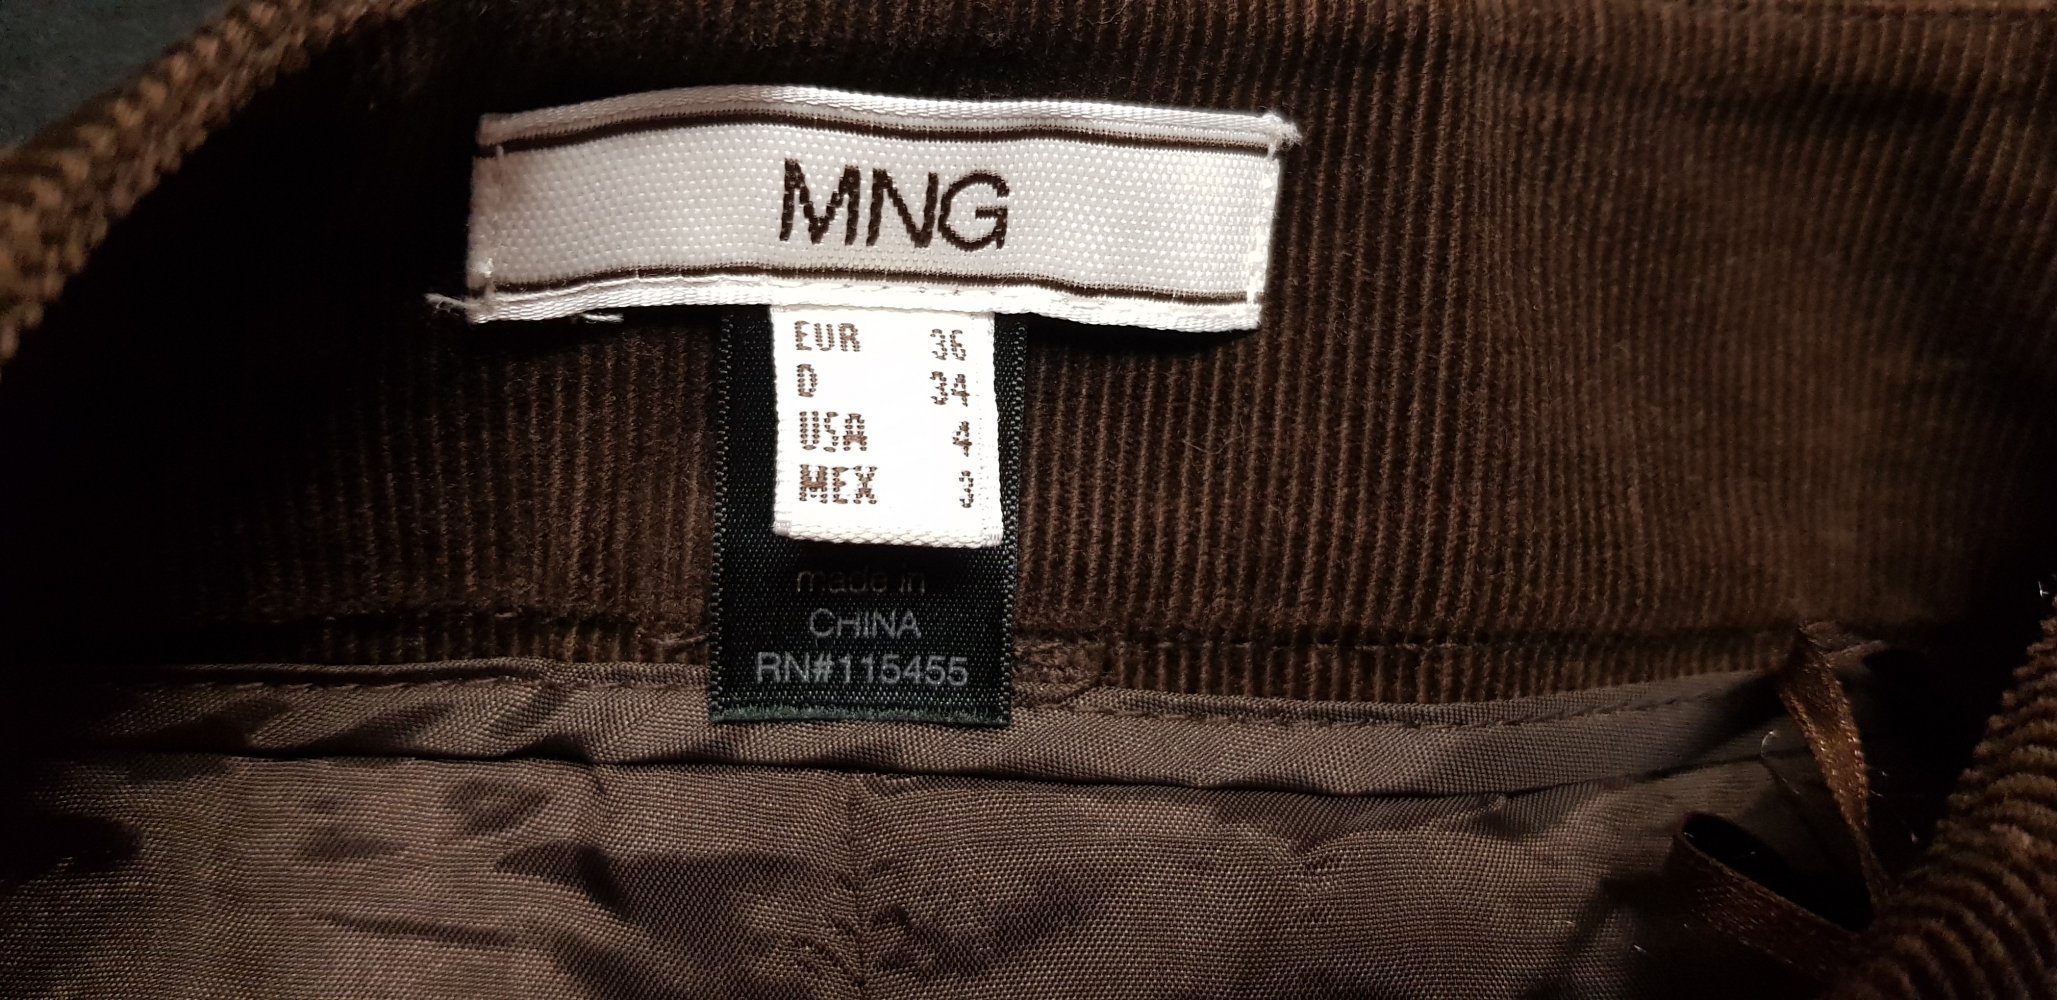 MNG
EUR 36
D 34
USA 4
MEX 3
made in
CHINA
RN#115455